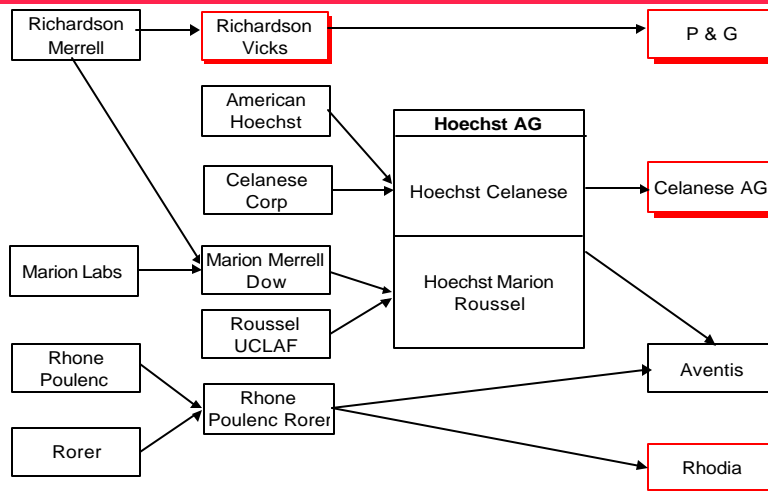 Richardson
Merrell
Richardson
Vicks
P & G
American
Hoechst
Hoechst AG
Celanese
Corp
Hoechst Celanese
Celanese AG
Marion Labs
Marion Merrell
Dow
Hoechst Marion
Roussel
Roussel
UCLAF
Rhone
Poulenc
Aventis
Rhone
Poulenc Rorer
Rorer
Rhodia